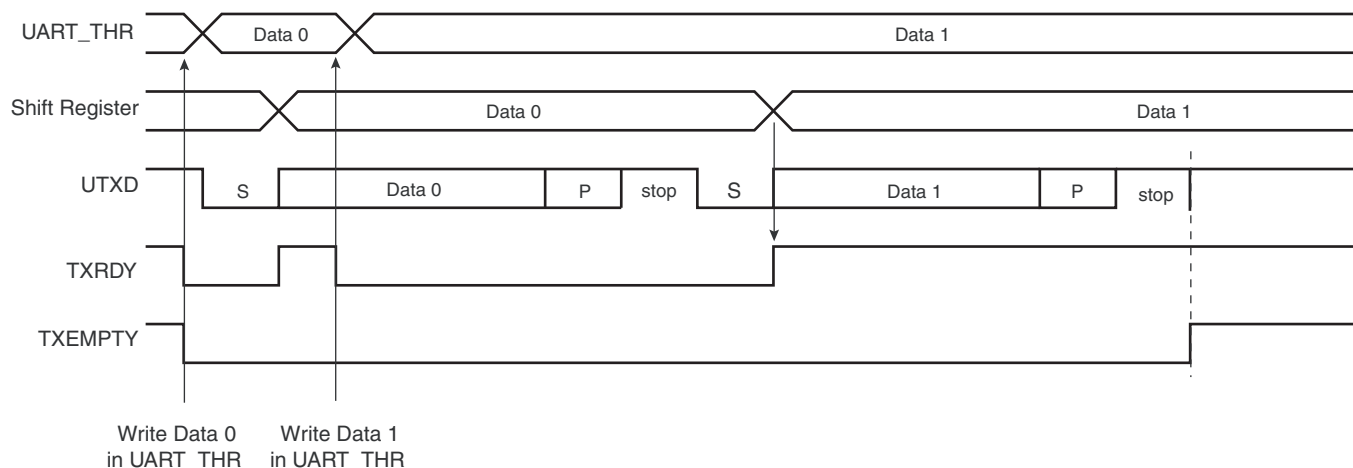 UART_THR Data 0 Data 1
Shift Register Data 0 Data 1
UTXD S Data 0 P stop S Data 1 P stop
TXRDY
TXEMPTY
Write Data 0 Write Data 1
in UART_THR in UART_THR